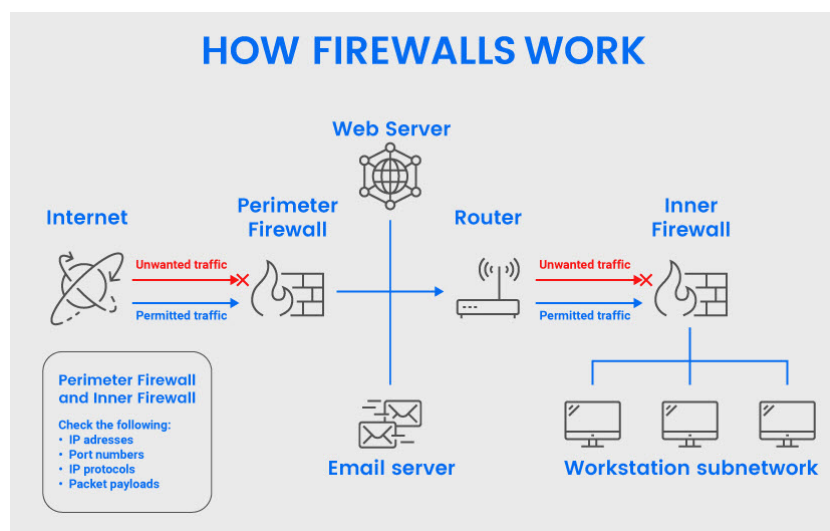 HOW FIREWALLS WORK
Web Server
Internet
Perimeter
Firewall
Router
Inner
Firewall
Unwanted traffic
Permitted traffic
Unwanted traffic
Permitted traffic
Perimeter Firewall
and Inner Firewall
Check the following:
• IP adresses
• Port numbers
• IP protocols
• Packet payloads
Email server
Workstation subnetwork